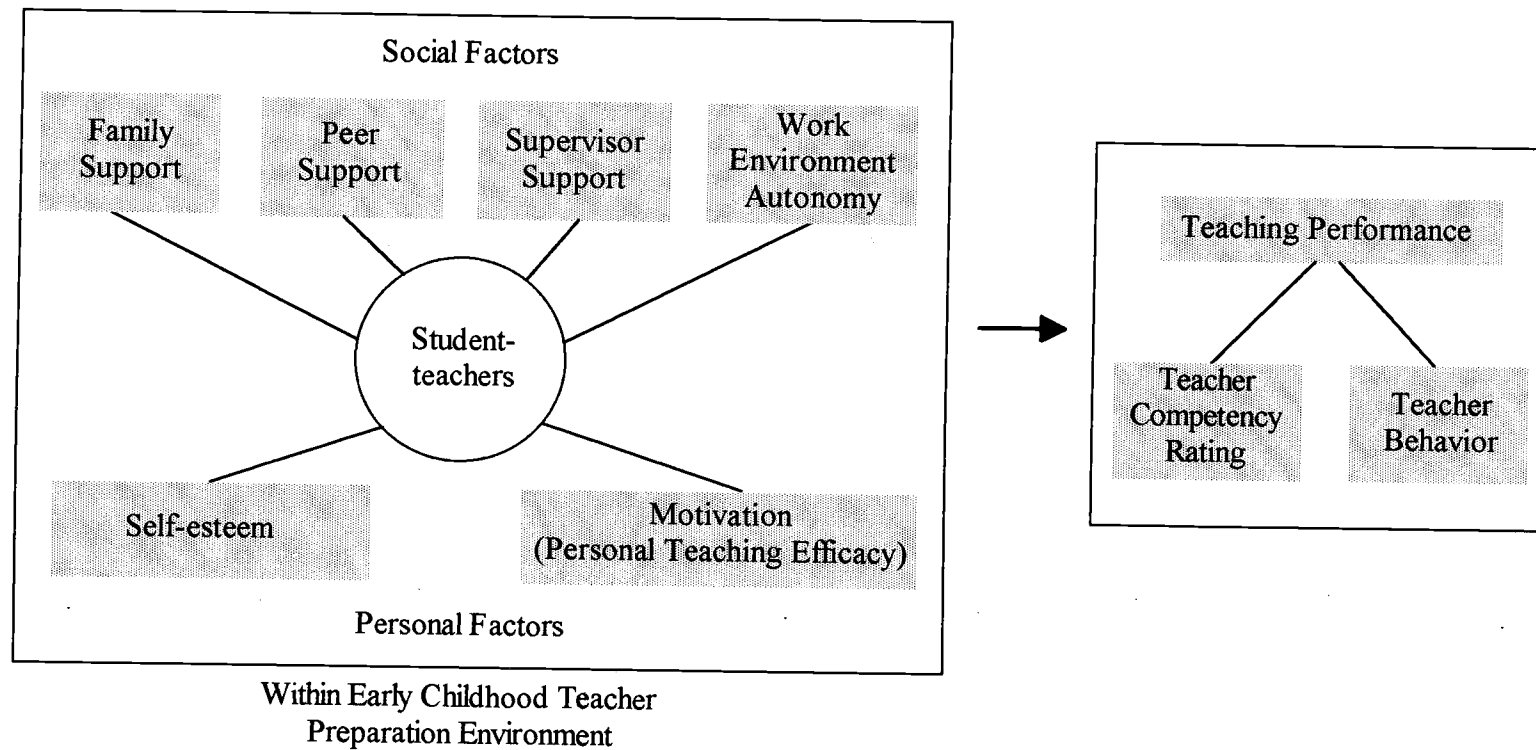 Social Factors
Family
Support
Peer
Support
Supervisor
Support
Work
Environment
Autonomy
Student-
teachers
Self-esteem
Motivation
(Personal Teaching Efficacy)
Personal Factors
Within Early Childhood Teacher
Preparation Environment
Teaching Performance
Teacher
Competency
Rating
Teacher
Behavior